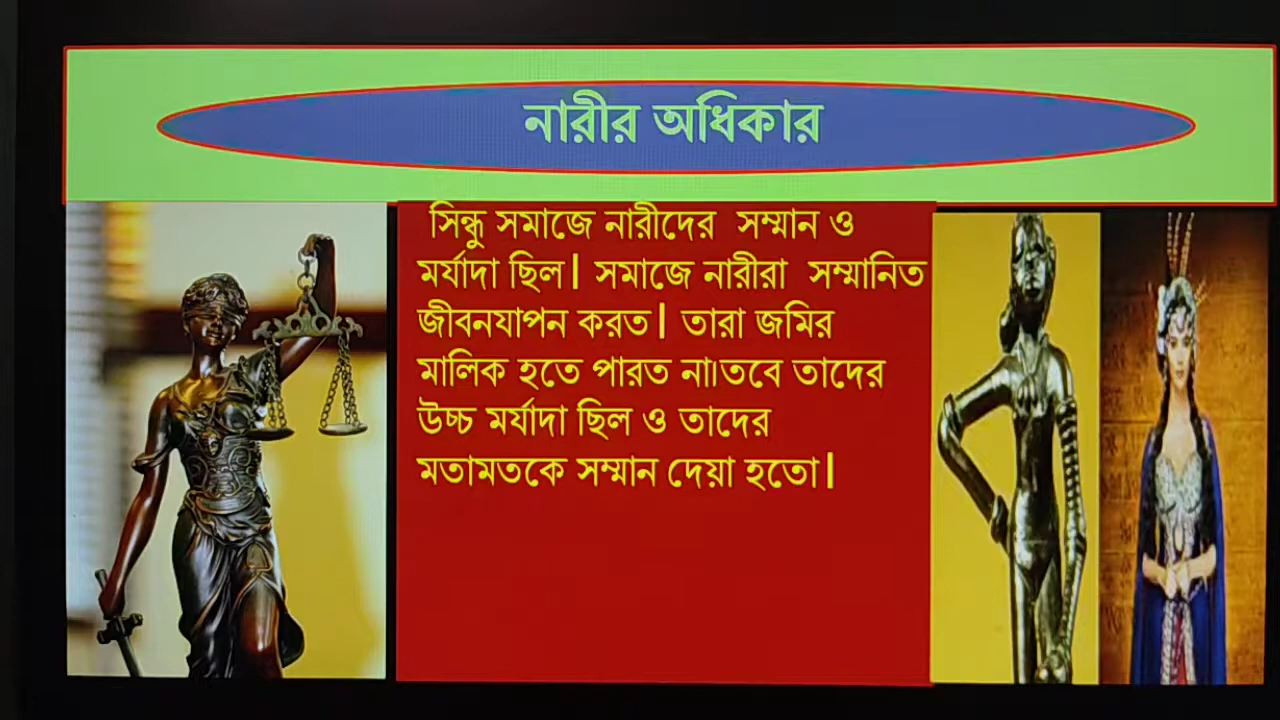 নারীর অধিকার
সিন্ধু সমাজে নারীদের সম্মান ও
মর্যাদা ছিল| সমাজে নারীরা সম্মানিত
জীবনযাপন করত| তারা জমির
মালিক হতে পারত না।তবে তাদের
উচ্চ মর্যাদা ছিল ও তাদের
মতামতকে সম্মান দেয়া হতো|